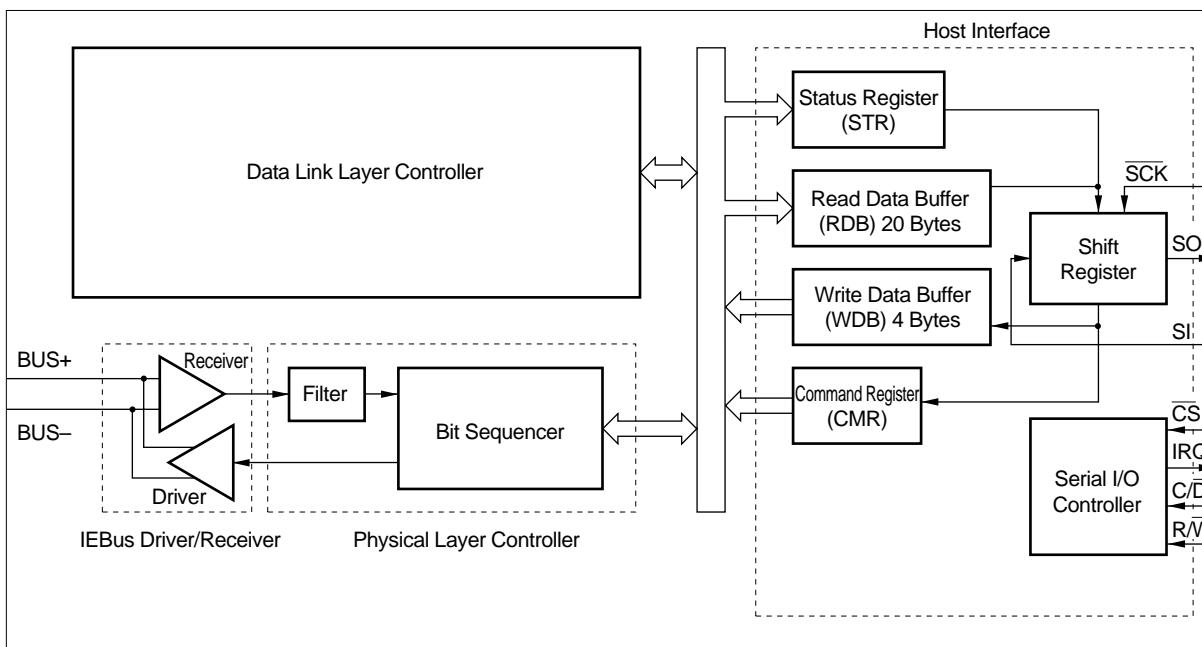 Host Interface
Status Register
(STR)
Data Link Layer Controller
S̅C̅K̅
Read Data Buffer
(RDB) 20 Bytes
Shift
Register
SO
Write Data Buffer
(WDB) 4 Bytes
SI
BUS+
Receiver
Filter
Bit Sequencer
Command Register
(CMR)
BUS–
Driver
C̅S̅
IRQ
Serial I/O
Controller
C/D̅
R/W̅
IEBus Driver/Receiver
Physical Layer Controller